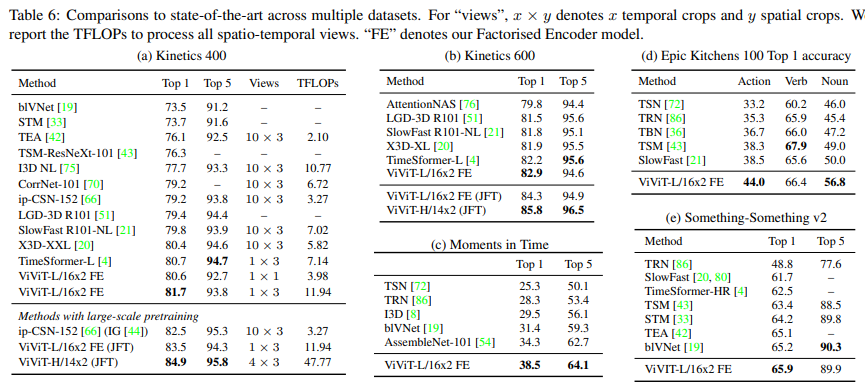 Table 6: Comparisons to state-of-the-art across multiple datasets. For “views”, x × y denotes x temporal crops and y spatial crops. W
report the TFLOPs to process all spatio-temporal views. “FE” denotes our Factorised Encoder model.
(a) Kinetics 400
Method Top 1 Top 5 Views TFLOPs
blVNet [19] 73.5 91.2 – –
STM [33] 73.7 91.6 – –
TEA [42] 76.1 92.5 10 × 3 2.10
TSM-ResNeXt-101 [43] 76.3 – – –
I3D NL [75] 77.7 93.3 10 × 3 10.77
CorrNet-101 [70] 79.2 – 10 × 3 6.72
ip-CSN-152 [66] 79.2 93.8 10 × 3 3.27
LGD-3D R101 [51] 79.4 94.4 – –
SlowFast R101-NL [21] 79.8 93.9 10 × 3 7.02
X3D-XXL [20] 80.4 94.6 10 × 3 5.82
TimeSformer-L [4] 80.7 94.7 1 × 3 7.14
ViViT-L/16x2 FE 80.6 92.7 1 × 1 3.98
ViViT-L/16x2 FE 81.7 93.8 1 × 3 11.94
Methods with large-scale pretraining
ip-CSN-152 [66] (IG [44]) 82.5 95.3 10 × 3 3.27
ViViT-L/16x2 FE (JFT) 83.5 94.3 1 × 3 11.94
ViViT-H/14x2 (JFT) 84.9 95.8 4 × 3 47.77
(b) Kinetics 600
Method Top 1 Top 5
AttentionNAS [76] 79.8 94.4
LGD-3D R101 [51] 81.5 95.6
SlowFast R101-NL [21] 81.8 95.1
X3D-XL [20] 81.9 95.5
TimeSformer-L [4] 82.2 95.6
ViViT-L/16x2 FE 82.9 94.6
ViViT-L/16x2 FE (JFT) 84.3 94.9
ViViT-H/14x2 (JFT) 85.8 96.5
(c) Moments in Time
Top 1 Top 5
TSN [72] 25.3 50.1
TRN [86] 28.3 53.4
I3D [8] 29.5 56.1
blVNet [19] 31.4 59.3
AssembleNet-101 [54] 34.3 62.7
ViViT-L/16x2 FE 38.5 64.1
(d) Epic Kitchens 100 Top 1 accuracy
Method Action Verb Noun
TSN [72] 33.2 60.2 46.0
TRN [86] 35.3 65.9 45.4
TBN [36] 36.7 66.0 47.2
TSM [43] 38.3 67.9 49.0
SlowFast [21] 38.5 65.6 50.0
ViViT-L/16x2 FE 44.0 66.4 56.8
(e) Something-Something v2
Method Top 1 Top 5
TRN [86] 48.8 77.6
SlowFast [20, 80] 61.7 –
TimeSformer-HR [4] 62.5 –
TSM [43] 63.4 88.5
STM [33] 64.2 89.8
TEA [42] 65.1 –
blVNet [19] 65.2 90.3
ViVIT-L/16x2 FE 65.9 89.9